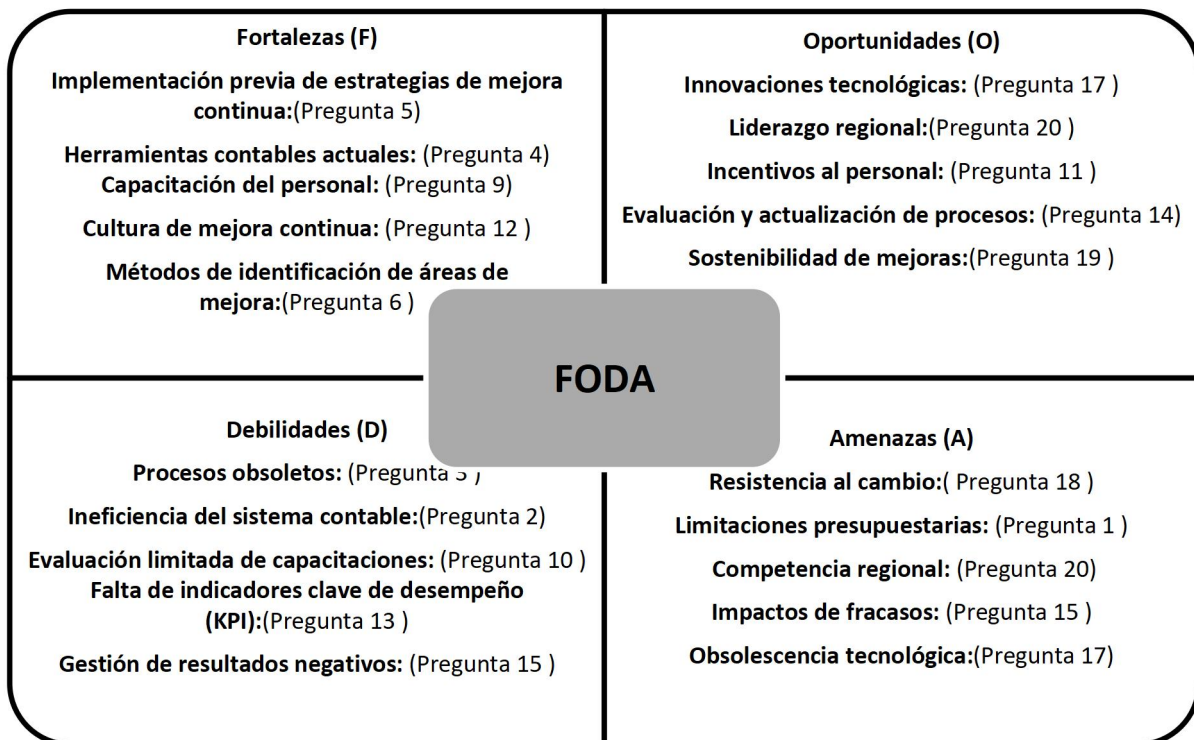 Fortalezas (F)
Implementación previa de estrategias de mejora
continua:(Pregunta 5)
Herramientas contables actuales: (Pregunta 4)
Capacitación del personal: (Pregunta 9)
Cultura de mejora continua: (Pregunta 12 )
Métodos de identificación de áreas de
mejora:(Pregunta 6 )
Oportunidades (O)
Innovaciones tecnológicas: (Pregunta 17 )
Liderazgo regional:(Pregunta 20 )
Incentivos al personal: (Pregunta 11 )
Evaluación y actualización de procesos: (Pregunta 14)
Sostenibilidad de mejoras:(Pregunta 19 )
FODA
Debilidades (D)
Procesos obsoletos: (Pregunta 3 )
Ineficiencia del sistema contable:(Pregunta 2)
Evaluación limitada de capacitaciones: (Pregunta 10 )
Falta de indicadores clave de desempeño
(KPI):(Pregunta 13 )
Gestión de resultados negativos: (Pregunta 15 )
Amenazas (A)
Resistencia al cambio:( Pregunta 18 )
Limitaciones presupuestarias: (Pregunta 1 )
Competencia regional: (Pregunta 20)
Impactos de fracasos: (Pregunta 15 )
Obsolescencia tecnológica:(Pregunta 17)